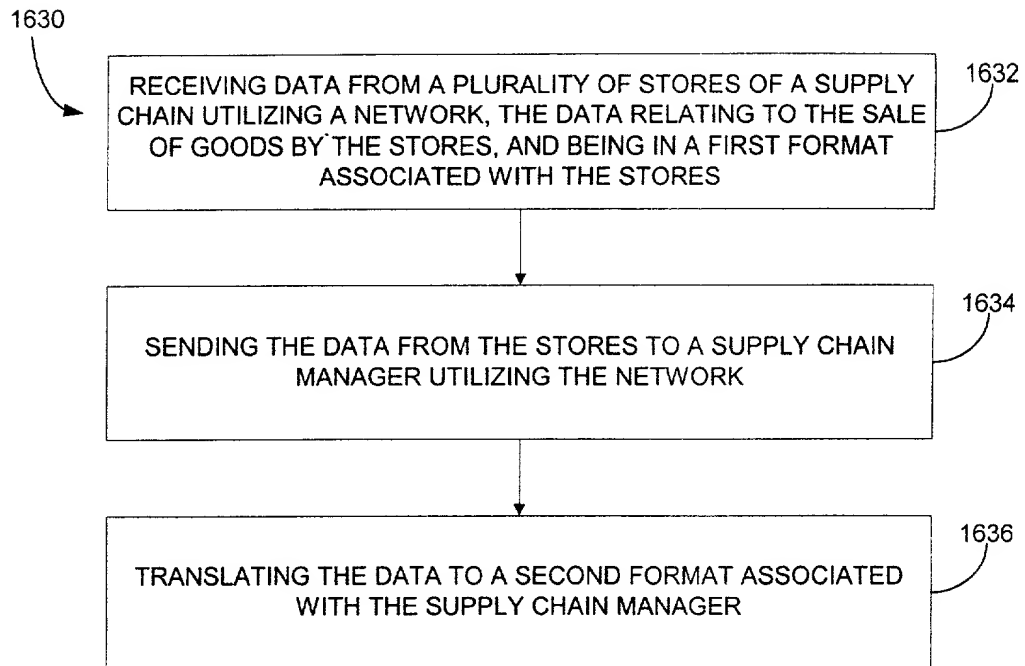 1630
RECEIVING DATA FROM A PLURALITY OF STORES OF A SUPPLY
CHAIN UTILIZING A NETWORK, THE DATA RELATING TO THE SALE
OF GOODS BY THE STORES, AND BEING IN A FIRST FORMAT
ASSOCIATED WITH THE STORES
1632
SENDING THE DATA FROM THE STORES TO A SUPPLY CHAIN
MANAGER UTILIZING THE NETWORK
1634
TRANSLATING THE DATA TO A SECOND FORMAT ASSOCIATED
WITH THE SUPPLY CHAIN MANAGER
1636